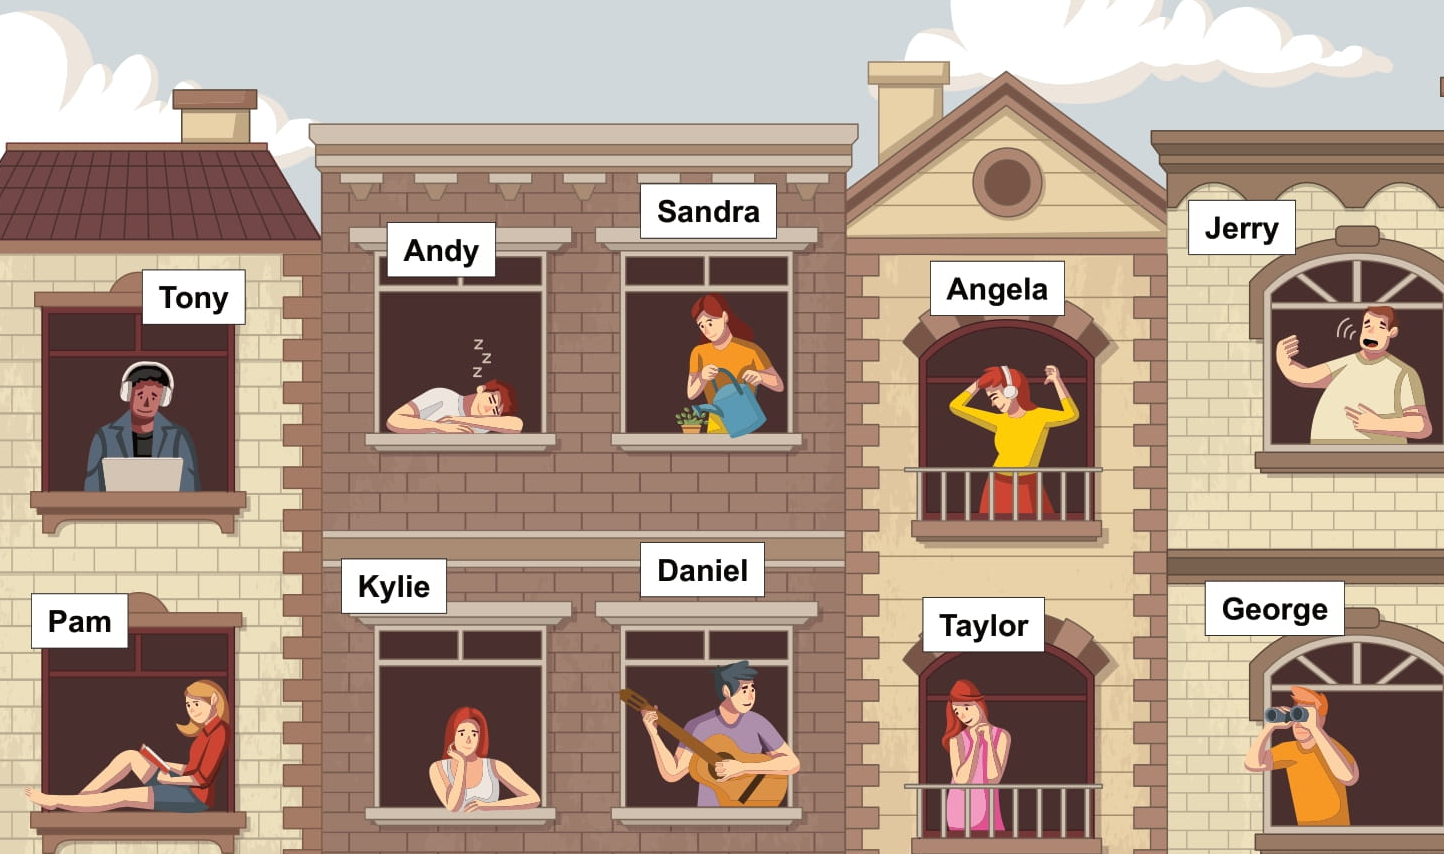 Sandra
Jerry
Andy
Angela
Tony
z
z
z
Daniel
Kylie
George
Pam
Taylor